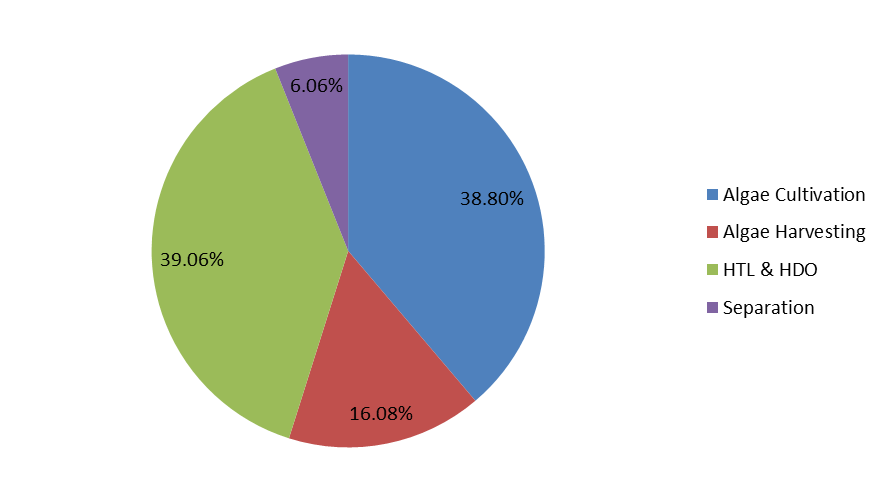 6.06%
38.80%
39.06%
16.08%
Algae Cultivation
Algae Harvesting
HTL & HDO
Separation